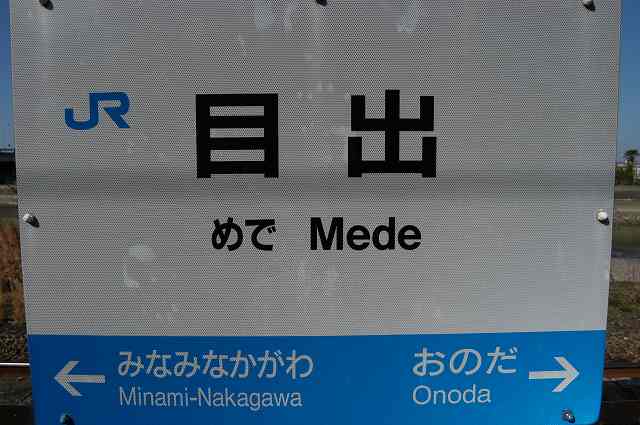 JR
目出
めで Mede
← みなみなかがわ
Minami-Nakagawa
おのだ →
Onoda